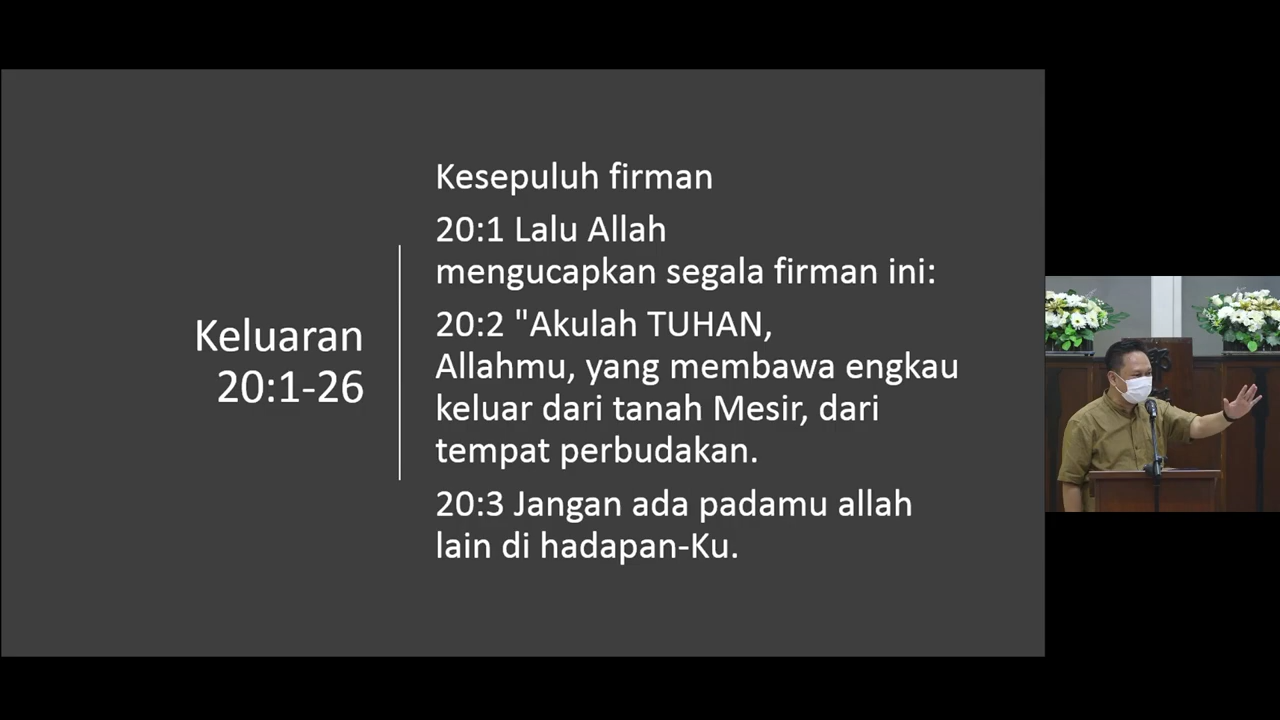 Keluaran
20:1-26
Kesepuluh firman
20:1 Lalu Allah
mengucapkan segala firman ini:
20:2 "Akulah TUHAN,
Allahmu, yang membawa engkau
keluar dari tanah Mesir, dari
tempat perbudakan.
20:3 Jangan ada padamu allah
lain di hadapan-Ku.